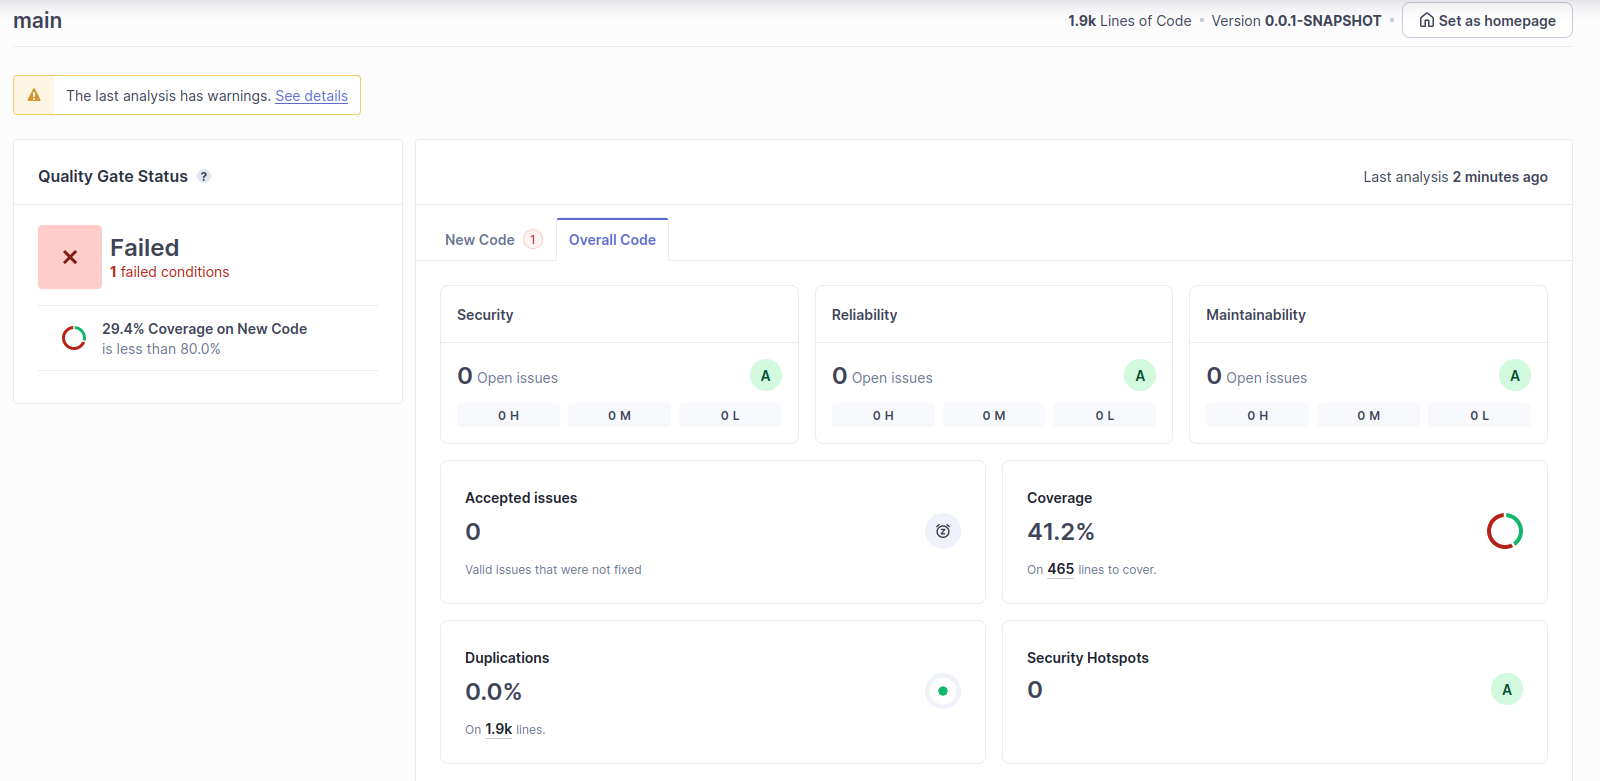 main
1.9k Lines of Code • Version 0.0.1-SNAPSHOT • Set as homepage
The last analysis has warnings. See details
Quality Gate Status ?
Failed
1 failed conditions
29.4% Coverage on New Code
is less than 80.0%
Last analysis 2 minutes ago
New Code 1 Overall Code
Security
0 Open issues A
0 H 0 M 0 L
Reliability
0 Open issues A
0 H 0 M 0 L
Maintainability
0 Open issues A
0 H 0 M 0 L
Accepted issues
0
Valid issues that were not fixed
Coverage
41.2%
On 465 lines to cover.
Duplications
0.0%
On 1.9k lines.
Security Hotspots
0 A